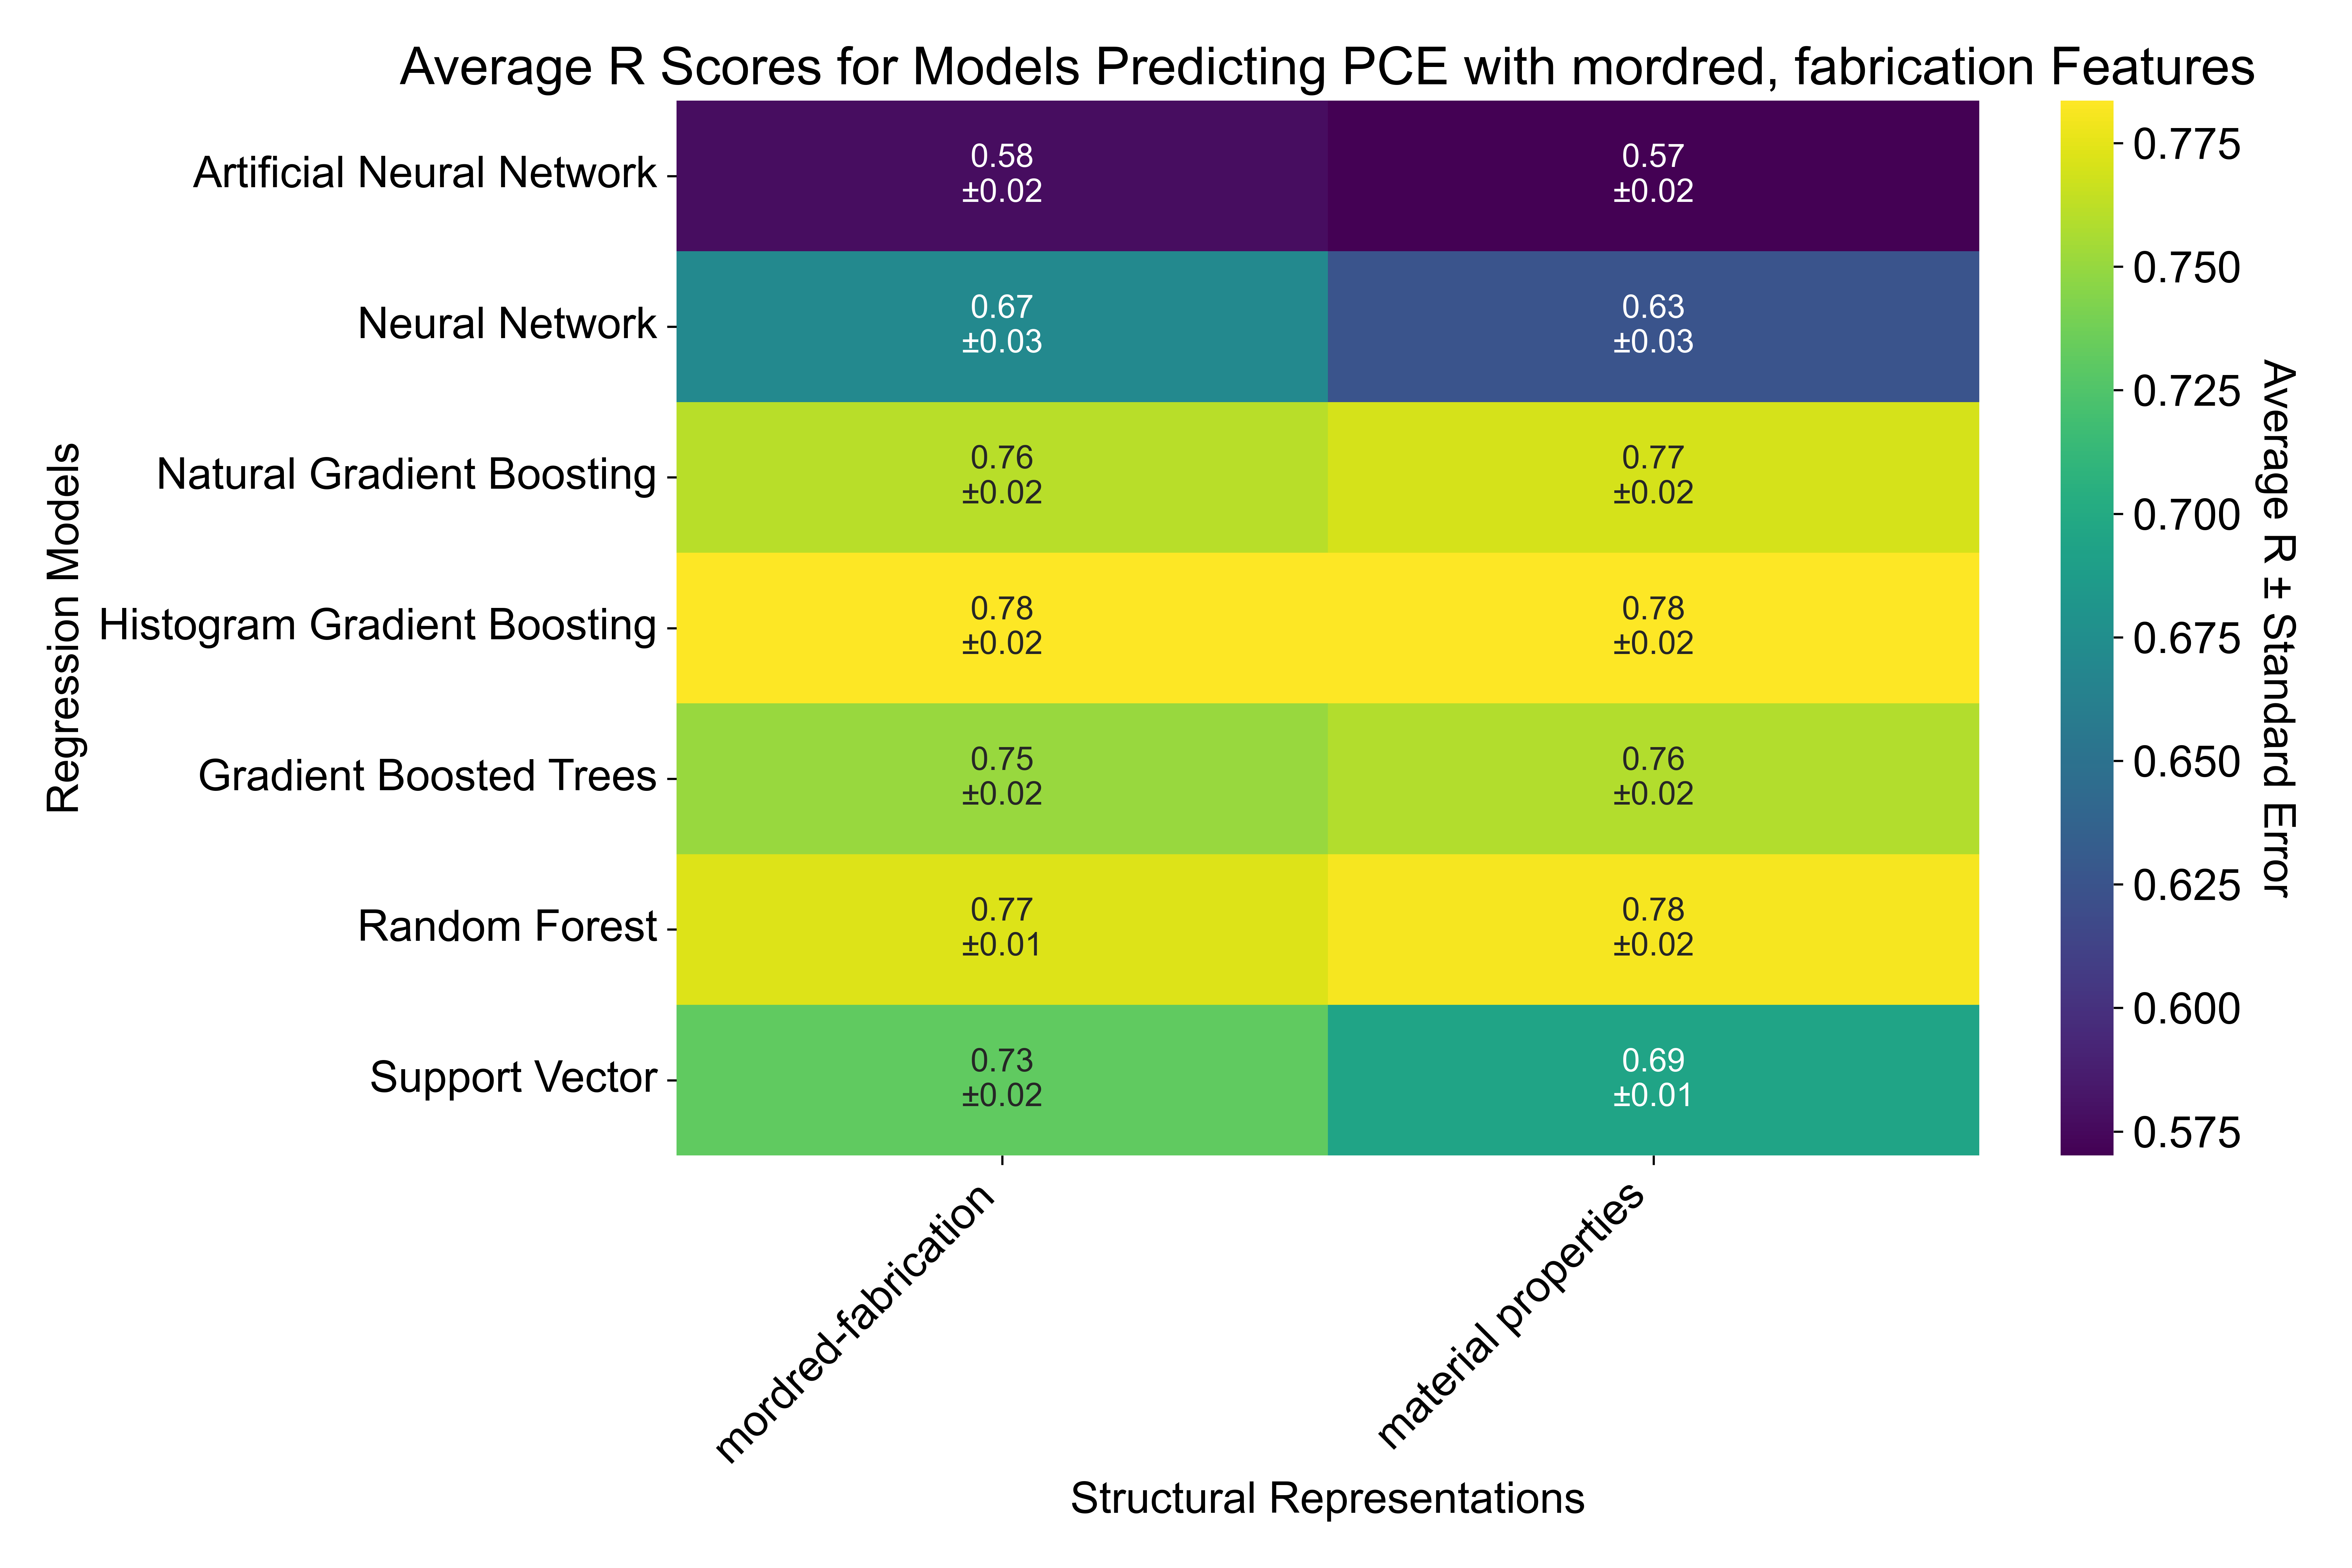 Average R Scores for Models Predicting PCE with mordred, fabrication Features
Regression Models
Artificial Neural Network
0.58
±0.02
0.57
±0.02
Neural Network
0.67
±0.03
0.63
±0.03
Natural Gradient Boosting
0.76
±0.02
0.77
±0.02
Histogram Gradient Boosting
0.78
±0.02
0.78
±0.02
Gradient Boosted Trees
0.75
±0.02
0.76
±0.02
Random Forest
0.77
±0.01
0.78
±0.02
Support Vector
0.73
±0.02
0.69
±0.01
mordred-fabrication
material properties
Structural Representations
0.775
0.750
0.725
0.700
0.675
0.650
0.625
0.600
0.575
Average R ± Standard Error